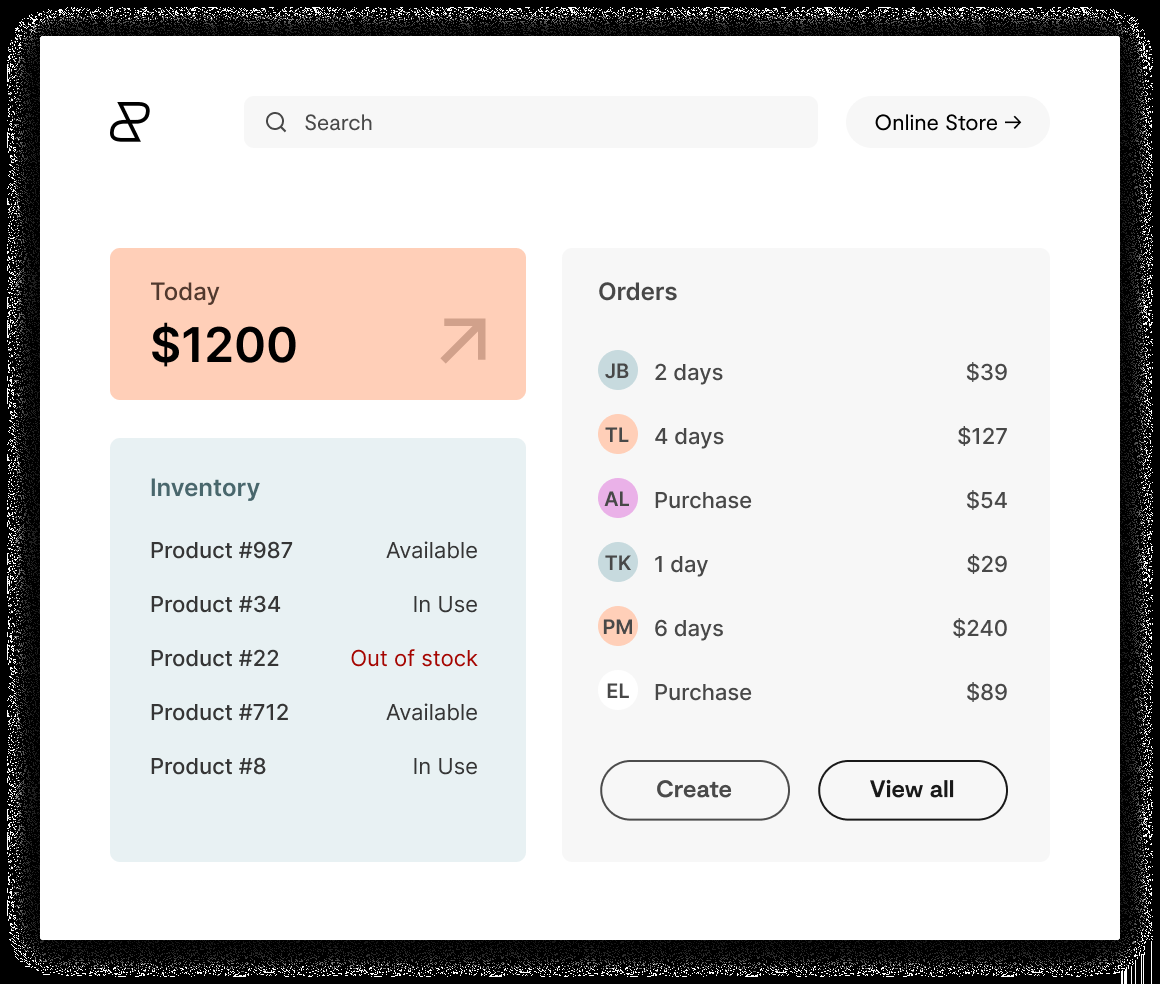 Search
Online Store →
Today
$1200
Inventory
Product #987 Available
Product #34 In Use
Product #22 Out of stock
Product #712 Available
Product #8 In Use
Orders
JB 2 days $39
TL 4 days $127
AL Purchase $54
TK 1 day $29
PM 6 days $240
EL Purchase $89
Create View all